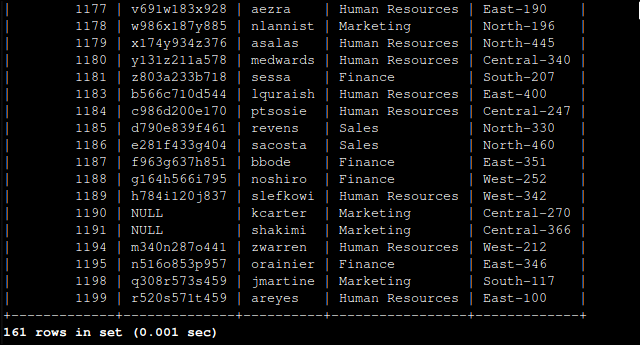 | 1177 | v691w183x928 | aezra | Human Resources | East-190 |
| 1178 | w986x187y885 | nlannist | Marketing | North-196 |
| 1179 | x174y934z376 | asalas | Human Resources | North-445 |
| 1180 | y131z211a578 | medwards | Human Resources | Central-340 |
| 1181 | z803a233b718 | sessa | Finance | South-207 |
| 1183 | b566c710d544 | lquraish | Human Resources | East-400 |
| 1184 | c986d200e170 | ptsosie | Human Resources | Central-247 |
| 1185 | d790e839f461 | revens | Sales | North-330 |
| 1186 | e281f433g404 | sacosta | Sales | North-460 |
| 1187 | f963g637h851 | bbode | Finance | East-351 |
| 1188 | g164h566i795 | noshiro | Finance | West-252 |
| 1189 | h784i120j837 | slefkowi | Human Resources | West-342 |
| 1190 | NULL | kcarter | Marketing | Central-270 |
| 1191 | NULL | shakimi | Marketing | Central-366 |
| 1194 | m340n287o441 | zwarren | Human Resources | West-212 |
| 1195 | n516o853p957 | orainier | Finance | East-346 |
| 1198 | q308r573s459 | jmartine | Marketing | South-117 |
| 1199 | r520s571t459 | areyes | Human Resources | East-100 |
+-------------+--------------+----------+-----------------+-------------+
161 rows in set (0.001 sec)